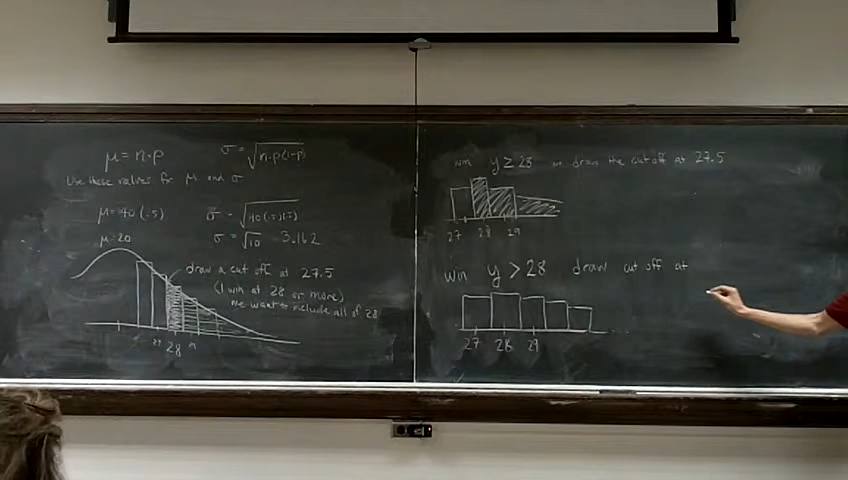 μ = n·p
σ = √n·p(1-p)
Use these values for μ and σ
μ = 40 (.5)
σ = √40(.5)(.5)
μ = 20
σ = √10 = 3.162
draw a cut off at 27.5
(I win at 28 or more)
me want to include all of 28
28
win y ≥ 28 draw the cut off at 27.5
27 28 29
win y > 28 draw cut off at
27 28 29